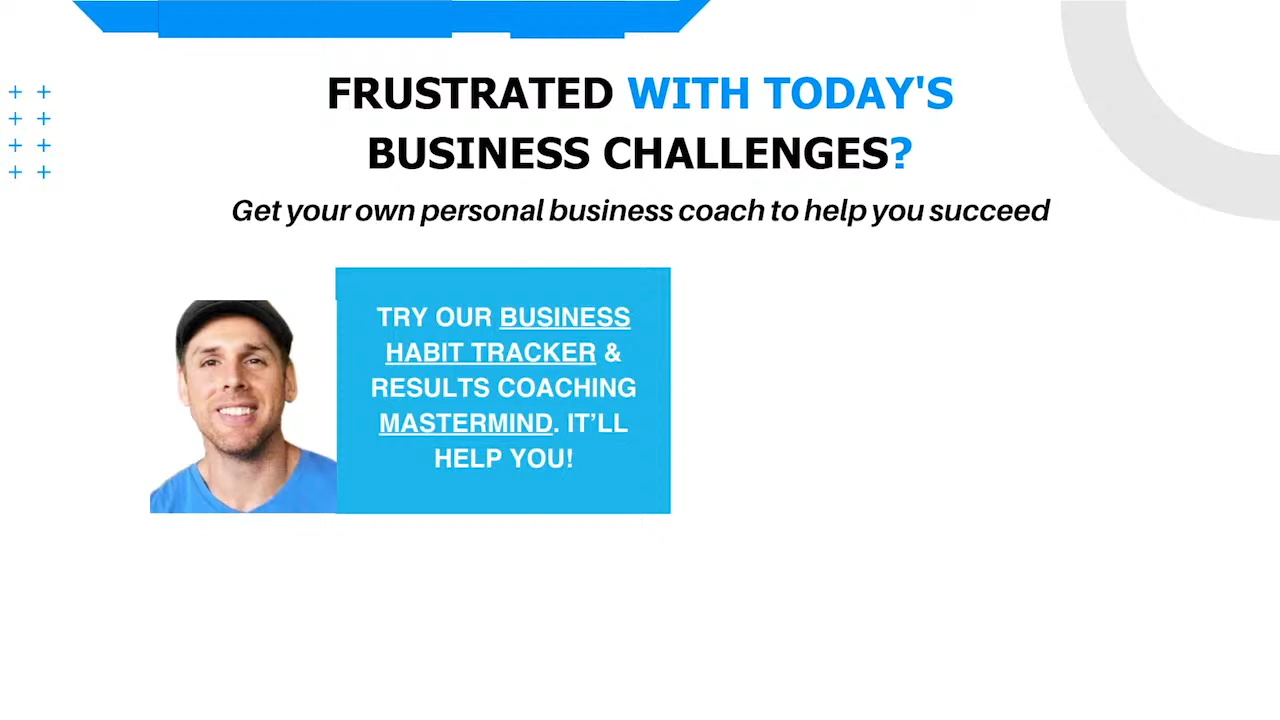 FRUSTRATED WITH TODAY'S
BUSINESS CHALLENGES?
Get your own personal business coach to help you succeed
TRY OUR BUSINESS
HABIT TRACKER &
RESULTS COACHING
MASTERMIND. IT’LL
HELP YOU!